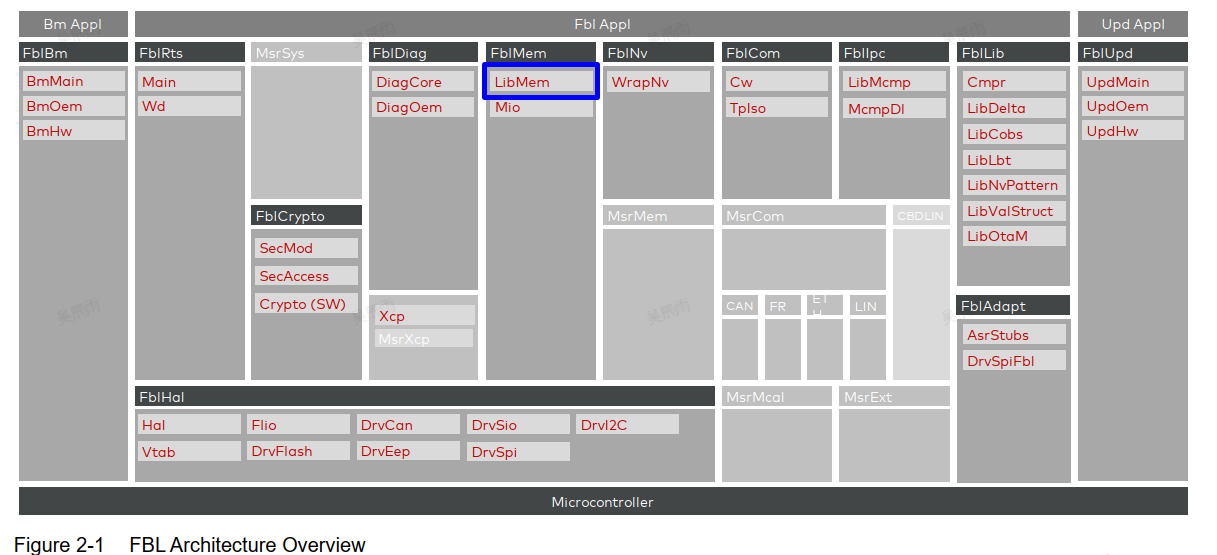 Bm Appl
Fbl Appl
Upd Appl
FblBm
FblRts
MsrSys
FblDiag
FblMem
FblNv
FblCom
FblIpc
FblLib
FblUpd
BmMain
BmOem
BmHw
Main
Wd
DiagCore
DiagOem
LibMem
Mio
WrapNv
Cw
TpIso
LibMcmp
McmpDl
Cmpr
LibDelta
LibCobs
LibLbt
LibNvPattern
LibValStruct
LibOtaM
UpdMain
UpdOem
UpdHw
FblCrypto
SecMod
SecAccess
Crypto (SW)
Xcp
MsrXcp
MsrMem
MsrCom
CBDLIN
CAN
FR
ET
H
LIN
FblAdapt
AsrStubs
DrvSpiFbl
FblHal
Hal
Flio
DrvCan
DrvSio
DrvI2C
Vtab
DrvFlash
DrvEep
DrvSpi
MsrMcal
MsrExt
Microcontroller
Figure 2-1 FBL Architecture Overview